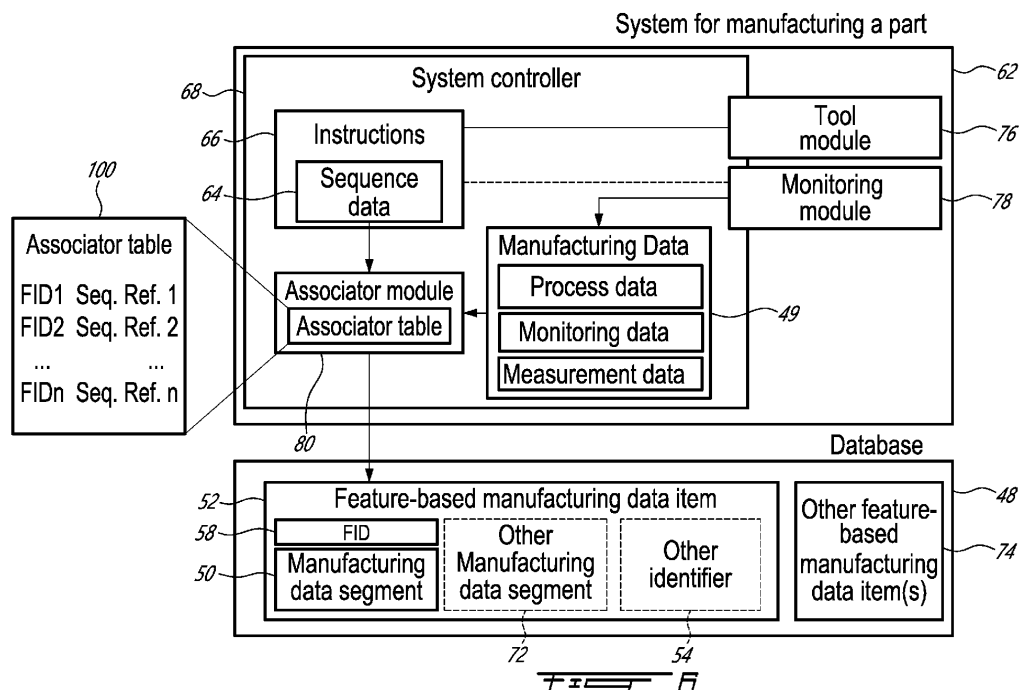 System for manufacturing a part
62
68
System controller
66
Instructions
64
Sequence
data
Tool
module
76
Monitoring
module
78
100
Associator table
FID1 Seq. Ref. 1
FID2 Seq. Ref. 2
... ...
FIDn Seq. Ref. n
Associator module
Associator table
80
Manufacturing Data
Process data
Monitoring data
Measurement data
49
Database
48
52
Feature-based manufacturing data item
58
FID
50
Manufacturing
data segment
Other
Manufacturing
data segment
72
Other
identifier
54
Other feature-
based
manufacturing
data item(s)
74